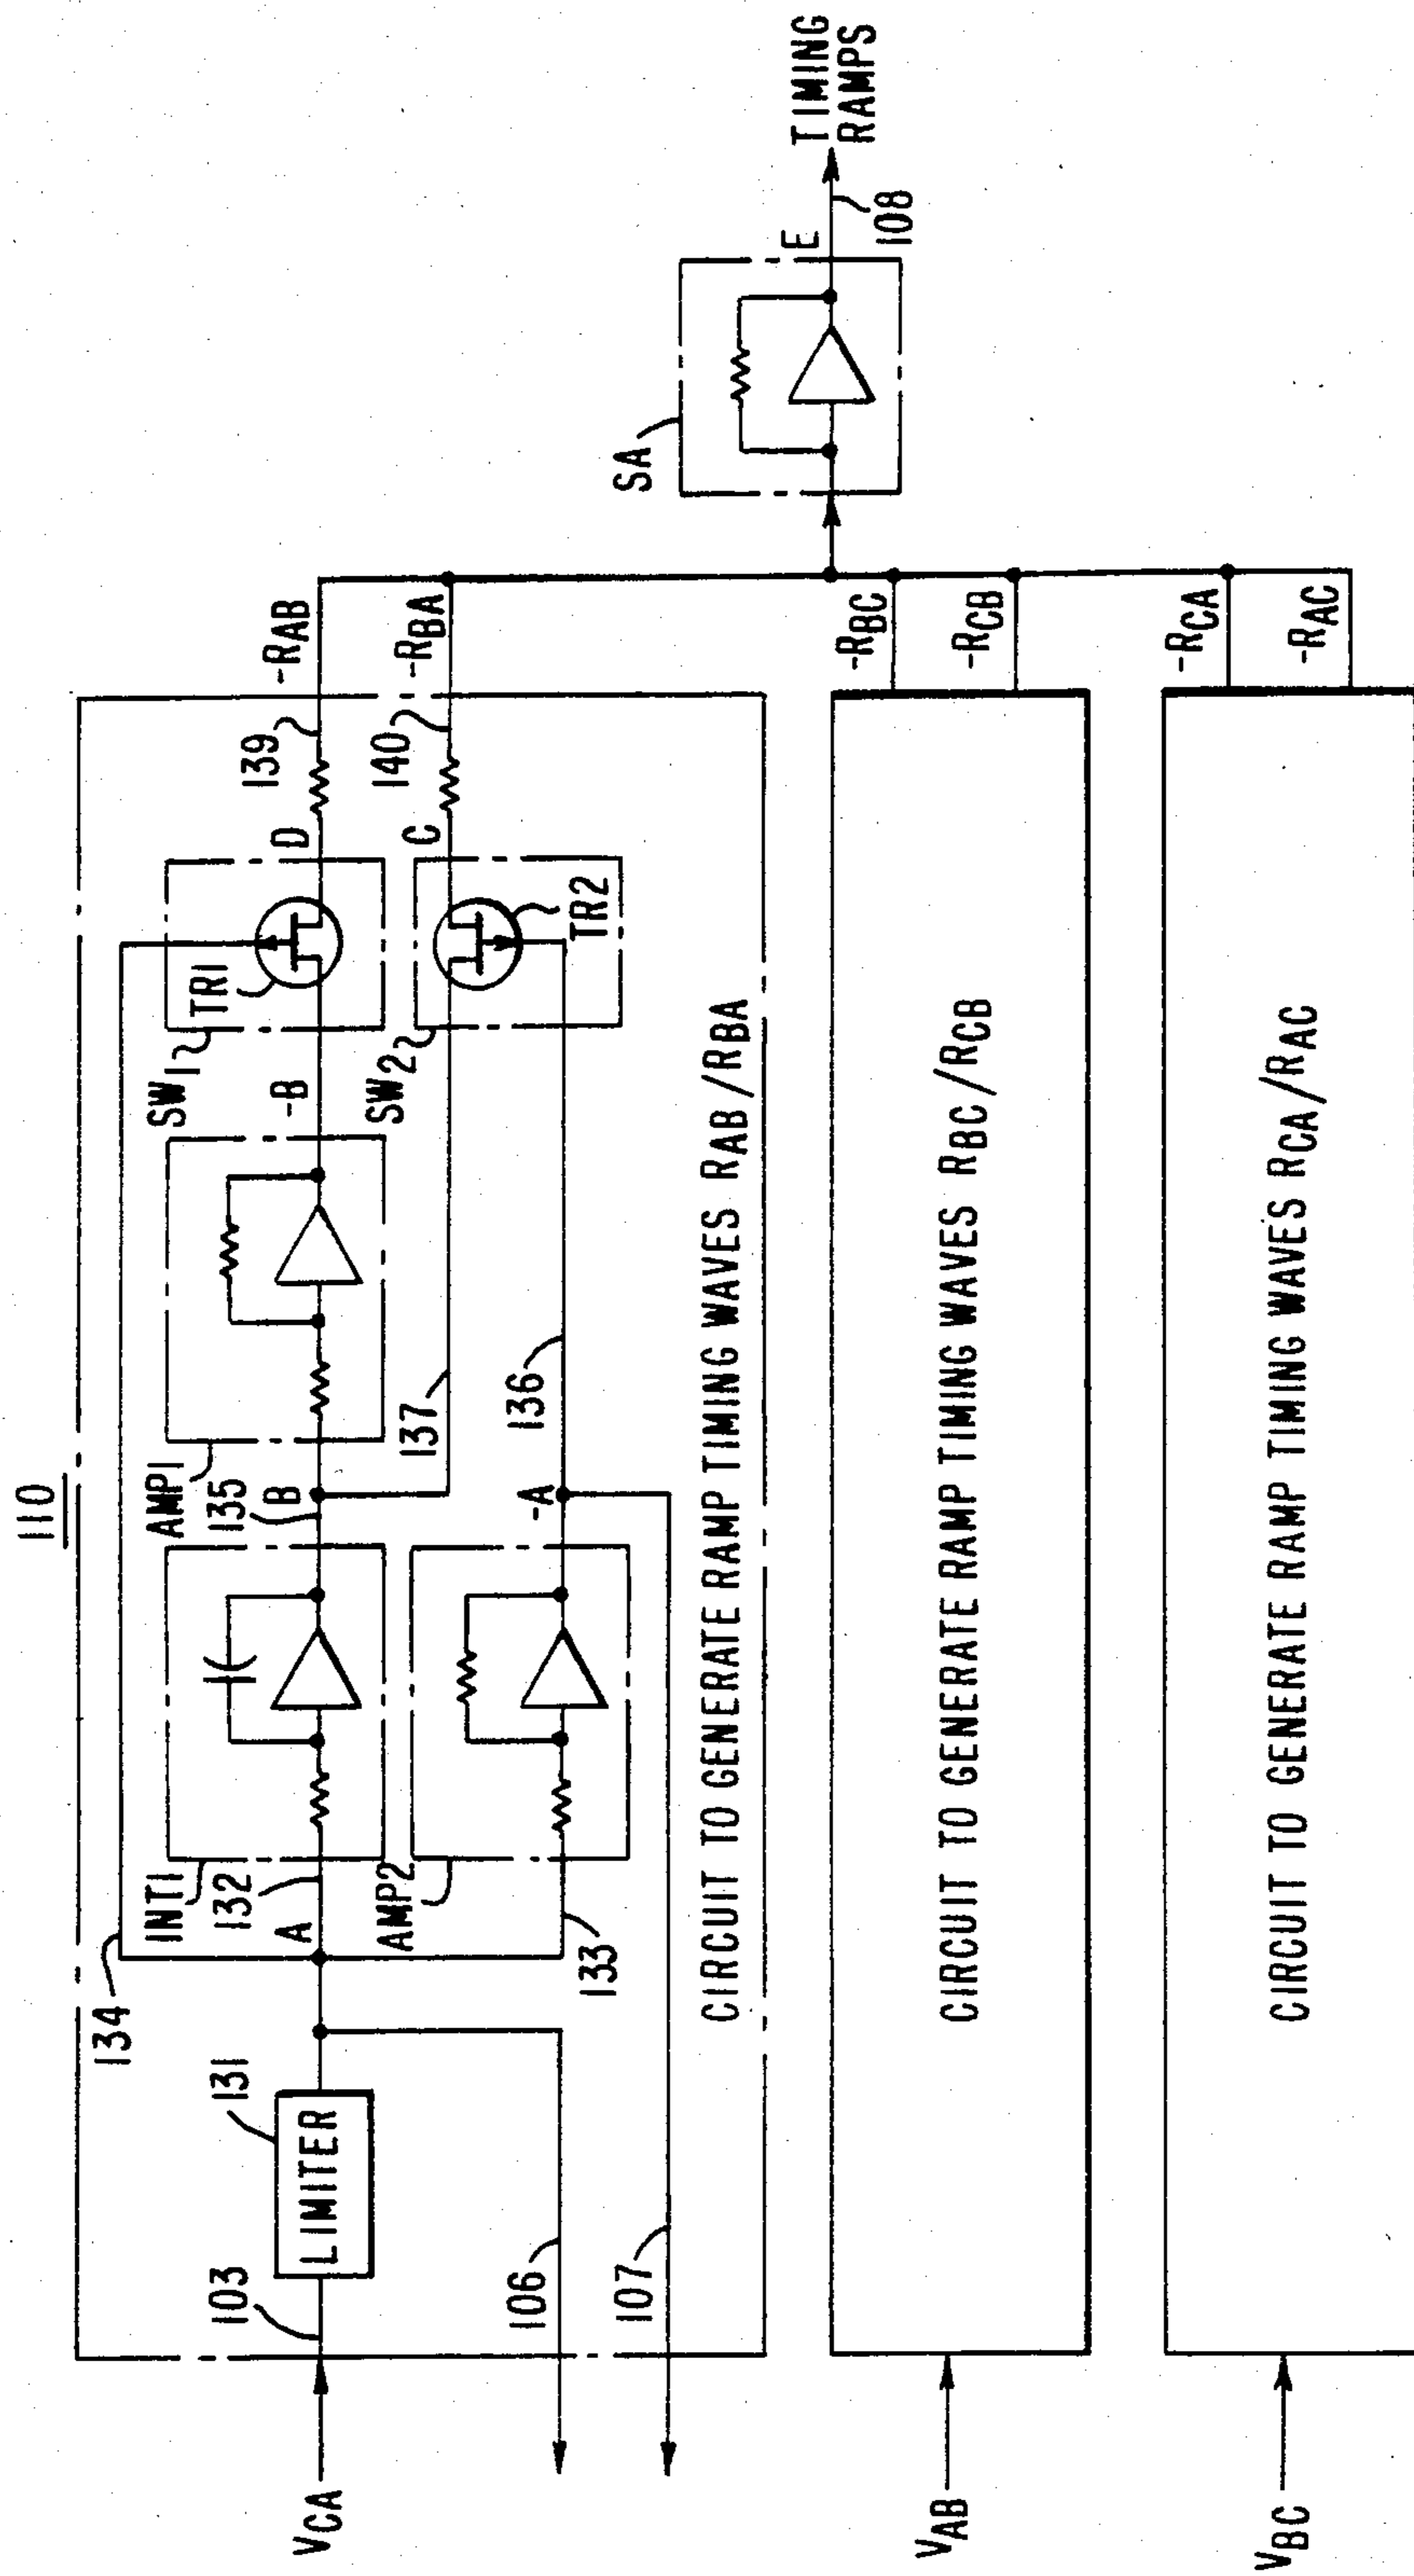 110
134
INT1
132
A
AMP1
135
B
SW1
TR1
-B
D
139
-RAB
VCA
103
LIMITER
131
AMP2
133
137
136
-A
SW2
TR2
C
140
-RBA
106
107
CIRCUIT TO GENERATE RAMP TIMING WAVES RAB/RBA
SA
E
108
TIMING
RAMPS
VAB
CIRCUIT TO GENERATE RAMP TIMING WAVES RBC/RCB
-RBC
-RCB
VBC
CIRCUIT TO GENERATE RAMP TIMING WAVES RCA/RAC
-RCA
-RAC